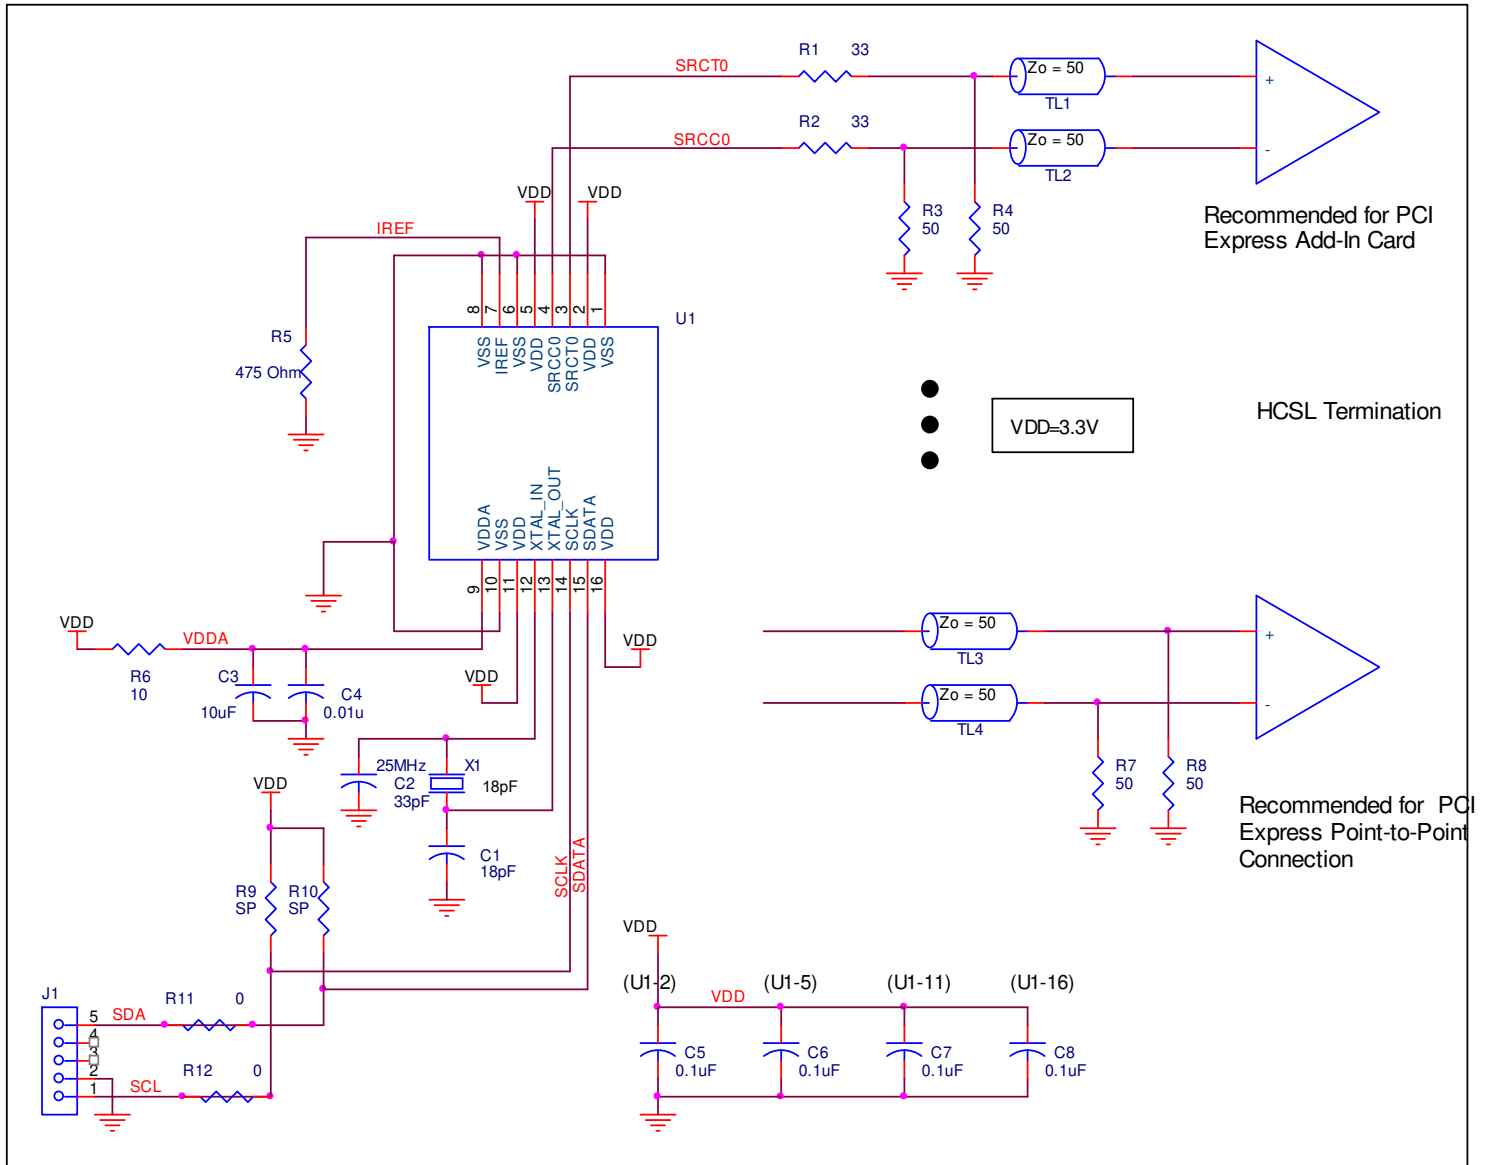 R1 33
SRCT0
Zo = 50
TL1
+
R2 33
SRCC0
Zo = 50
TL2
-
VDD
VDD
R3
50
R4
50
Recommended for PCI
Express Add-In Card
IREF
8
7
6
5
4
3
2
1
U1
VSS
IREF
VSS
VDD
SRCC0
SRCT0
VDD
VSS
R5
475 Ohm
VDD=3.3V
HCSL Termination
VDDA
VSS
VDD
XTAL_IN
XTAL_OUT
SCLK
SDATA
VDD
9
10
11
12
13
14
15
16
VDD
VDDA
R6
10
C3
10uF
C4
0.01u
VDD
VDD
Zo = 50
TL3
+
Zo = 50
TL4
-
R7
50
R8
50
Recommended for PCI
Express Point-to-Point
Connection
25MHz
X1
C2
33pF
18pF
VDD
C1
18pF
SCLK
SDATA
R9
SP
R10
SP
VDD
(U1-2)
(U1-5)
(U1-11)
(U1-16)
VDD
C5
0.1uF
C6
0.1uF
C7
0.1uF
C8
0.1uF
J1
R11 0
5
SDA
4
3
2
R12 0
1
SCL